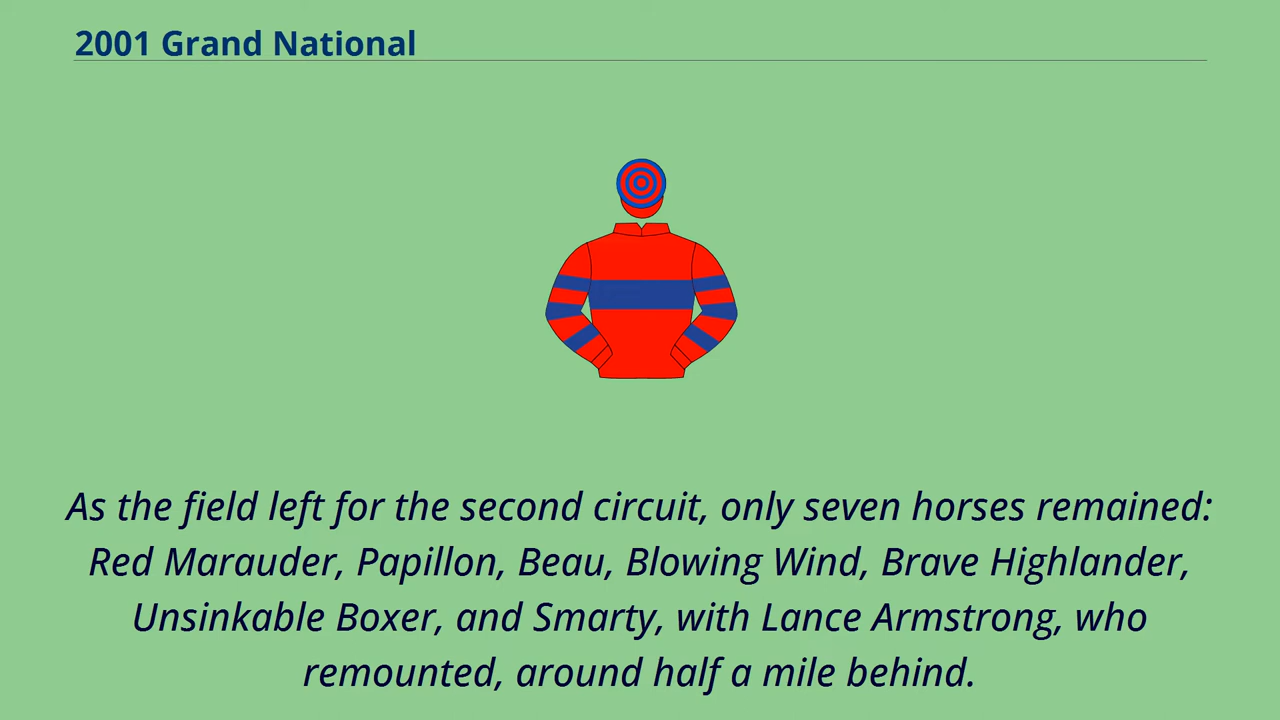 2001 Grand National
As the field left for the second circuit, only seven horses remained:
Red Marauder, Papillon, Beau, Blowing Wind, Brave Highlander,
Unsinkable Boxer, and Smarty, with Lance Armstrong, who
remounted, around half a mile behind.